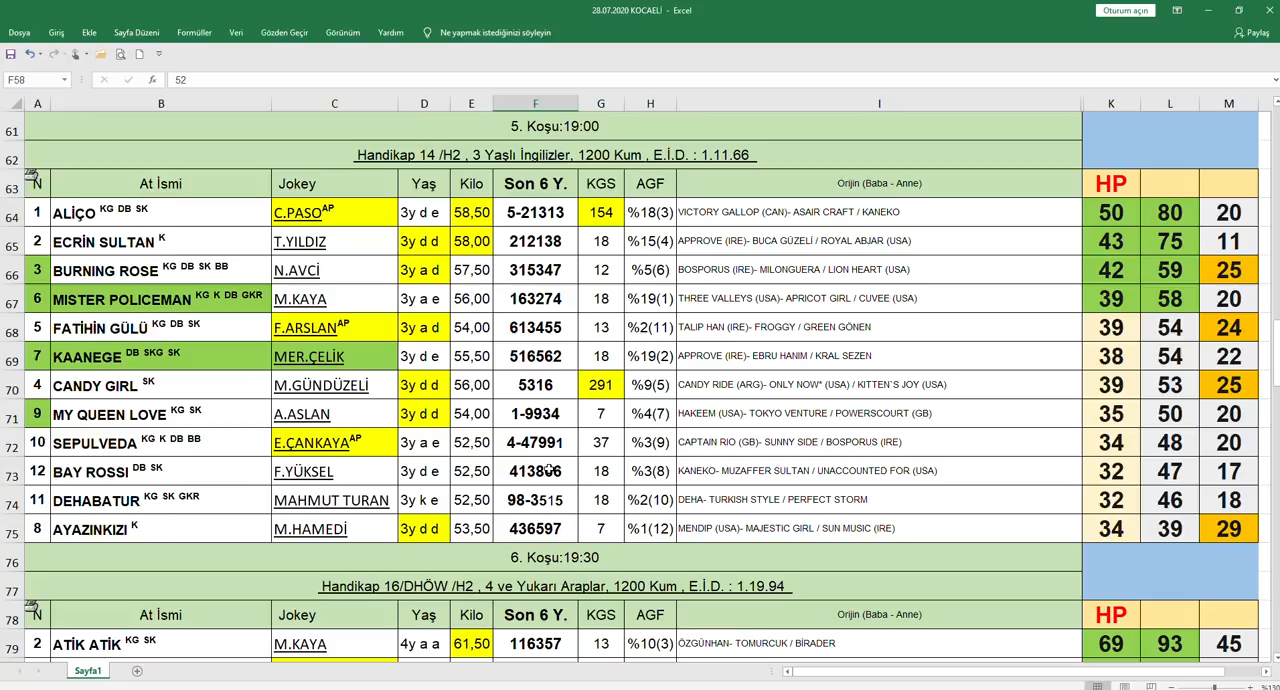 28.07.2020 KOCAELİ - Excel
Oturum açın
Dosya Giriş Ekle Sayfa Düzeni Formüller Veri Gözden Geçir Görünüm Yardım Ne yapmak istediğinizi söyleyin Paylaş
F58 fx 52
A B C D E F G H I K L M
61 5. Koşu:19:00
62 Handikap 14 /H2 , 3 Yaşlı İngilizler, 1200 Kum , E.İ.D. : 1.11.66
63 N At İsmi Jokey Yaş Kilo Son 6 Y. KGS AGF Orijin (Baba - Anne) HP
64 1 ALİÇO KG DB SK C.PASO AP 3y d e 58,50 5-21313 154 %18(3) VICTORY GALLOP (CAN)- ASAIR CRAFT / KANEKO 50 80 20
65 2 ECRİN SULTAN K T.YILDIZ 3y d d 58,00 212138 18 %15(4) APPROVE (IRE)- BUCA GÜZELİ / ROYAL ABJAR (USA) 43 75 11
66 3 BURNING ROSE KG DB SK BB N.AVCİ 3y a d 57,50 315347 12 %5(6) BOSPORUS (IRE)- MILONGUERA / LION HEART (USA) 42 59 25
67 6 MISTER POLICEMAN KG K DB GKR M.KAYA 3y a e 56,00 163274 18 %19(1) THREE VALLEYS (USA)- APRICOT GIRL / CUVEE (USA) 39 58 20
68 5 FATİHİN GÜLÜ KG DB SK F.ARSLAN AP 3y a d 54,00 613455 13 %2(11) TALIP HAN (IRE)- FROGGY / GREEN GÖNEN 39 54 24
69 7 KAANEGE DB SKG SK MER.ÇELİK 3y d e 55,50 516562 18 %19(2) APPROVE (IRE)- EBRU HANIM / KRAL SEZEN 38 54 22
70 4 CANDY GIRL SK M.GÜNDÜZELİ 3y d d 56,00 5316 291 %9(5) CANDY RIDE (ARG)- ONLY NOW* (USA) / KITTEN`S JOY (USA) 39 53 25
71 9 MY QUEEN LOVE KG SK A.ASLAN 3y d d 54,00 1-9934 7 %4(7) HAKEEM (USA)- TOKYO VENTURE / POWERSCOURT (GB) 35 50 20
72 10 SEPULVEDA KG K DB BB E.ÇANKAYA AP 3y a e 52,50 4-47991 37 %3(9) CAPTAIN RIO (GB)- SUNNY SIDE / BOSPORUS (IRE) 34 48 20
73 12 BAY ROSSI DB SK F.YÜKSEL 3y d e 52,50 18 %3(8) KANEKO- MUZAFFER SULTAN / UNACCOUNTED FOR (USA) 32 47 17
74 11 DEHABATUR KG SK GKR MAHMUT TURAN 3y k e 52,50 98-3515 18 %2(10) DEHA- TURKISH STYLE / PERFECT STORM 32 46 18
75 8 AYAZINKIZI K M.HAMEDİ 3y d d 53,50 436597 7 %1(12) MENDIP (USA)- MAJESTIC GIRL / SUN MUSIC (IRE) 34 39 29
76 6. Koşu:19:30
77 Handikap 16/DHÖW /H2 , 4 ve Yukarı Araplar, 1200 Kum , E.İ.D. : 1.19.94
78 N At İsmi Jokey Yaş Kilo Son 6 Y. KGS AGF Orijin (Baba - Anne) HP
79 2 ATİK ATİK KG SK M.KAYA 4y a a 61,50 116357 13 %10(3) ÖZGÜNHAN- TOMURCUK / BİRADER 69 93 45
Sayfa1
%130